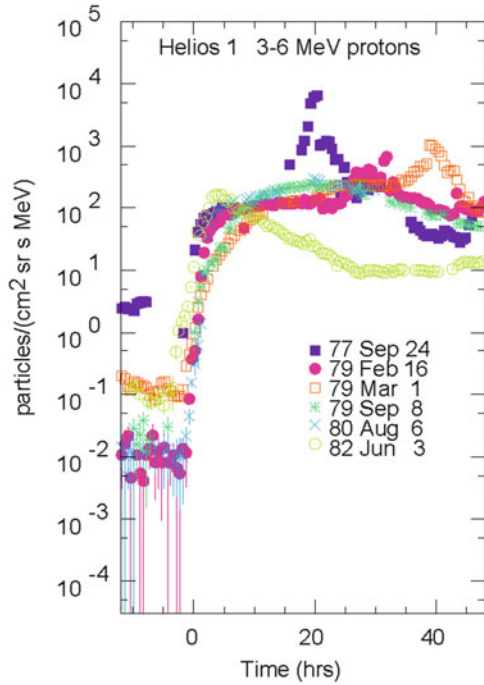 Helios 1 3-6 MeV protons
particles/(cm2 sr s MeV)
10^5
10^4
10^3
10^2
10^1
10^0
10^-1
10^-2
10^-3
10^-4
77 Sep 24
79 Feb 16
79 Mar 1
79 Sep 8
80 Aug 6
82 Jun 3
0 20 40
Time (hrs)